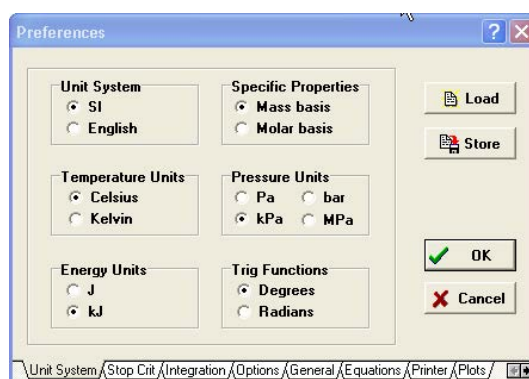 Preferences
Unit System
SI
English
Specific Properties
Mass basis
Molar basis
Load
Store
Temperature Units
Celsius
Kelvin
Pressure Units
Pa
bar
kPa
MPa
Energy Units
J
kJ
Trig Functions
Degrees
Radians
OK
Cancel
Unit System / Stop Crit / Integration / Options / General / Equations / Printer / Plots